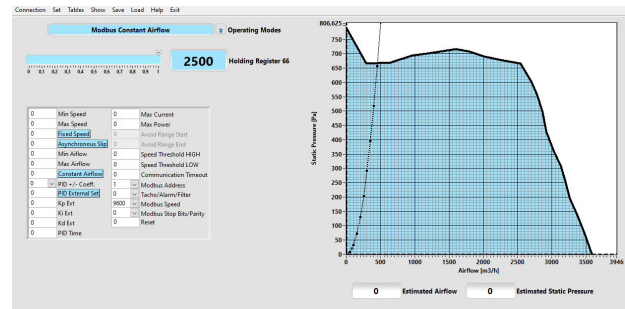 Connection Set Tables Show Save Load Help Exit
Modbus Constant Airflow
Operating Modes
2500
Holding Register 66
0 0.1 0.2 0.3 0.4 0.5 0.6 0.7 0.8 0.9 1
0 Min Speed 0 Max Current
0 Max Speed 0 Max Power
0 Fixed Speed 0 Avoid Range Start
0 Asynchronous Slip 0 Avoid Range End
0 Min Airflow 0 Speed Threshold HIGH
0 Max Airflow 0 Speed Threshold LOW
0 Constant Airflow 0 Communication Timeout
0 PID +/- Coeff. 1 Modbus Address
0 PID External Set 0 Tacho/Alarm/Filter
0 Kp Ext 9600 Modbus Speed
0 Ki Ext 0 Modbus Stop Bits/Parity
0 Kd Ext 0 Reset
0 PID Time
806,625
750
700
650
600
550
500
450
400
350
300
250
200
150
100
50
0
Static Pressure [Pa]
0 500 1000 1500 2000 2500 3000 3500 3946
Airflow [m3/h]
0 Estimated Airflow 0 Estimated Static Pressure